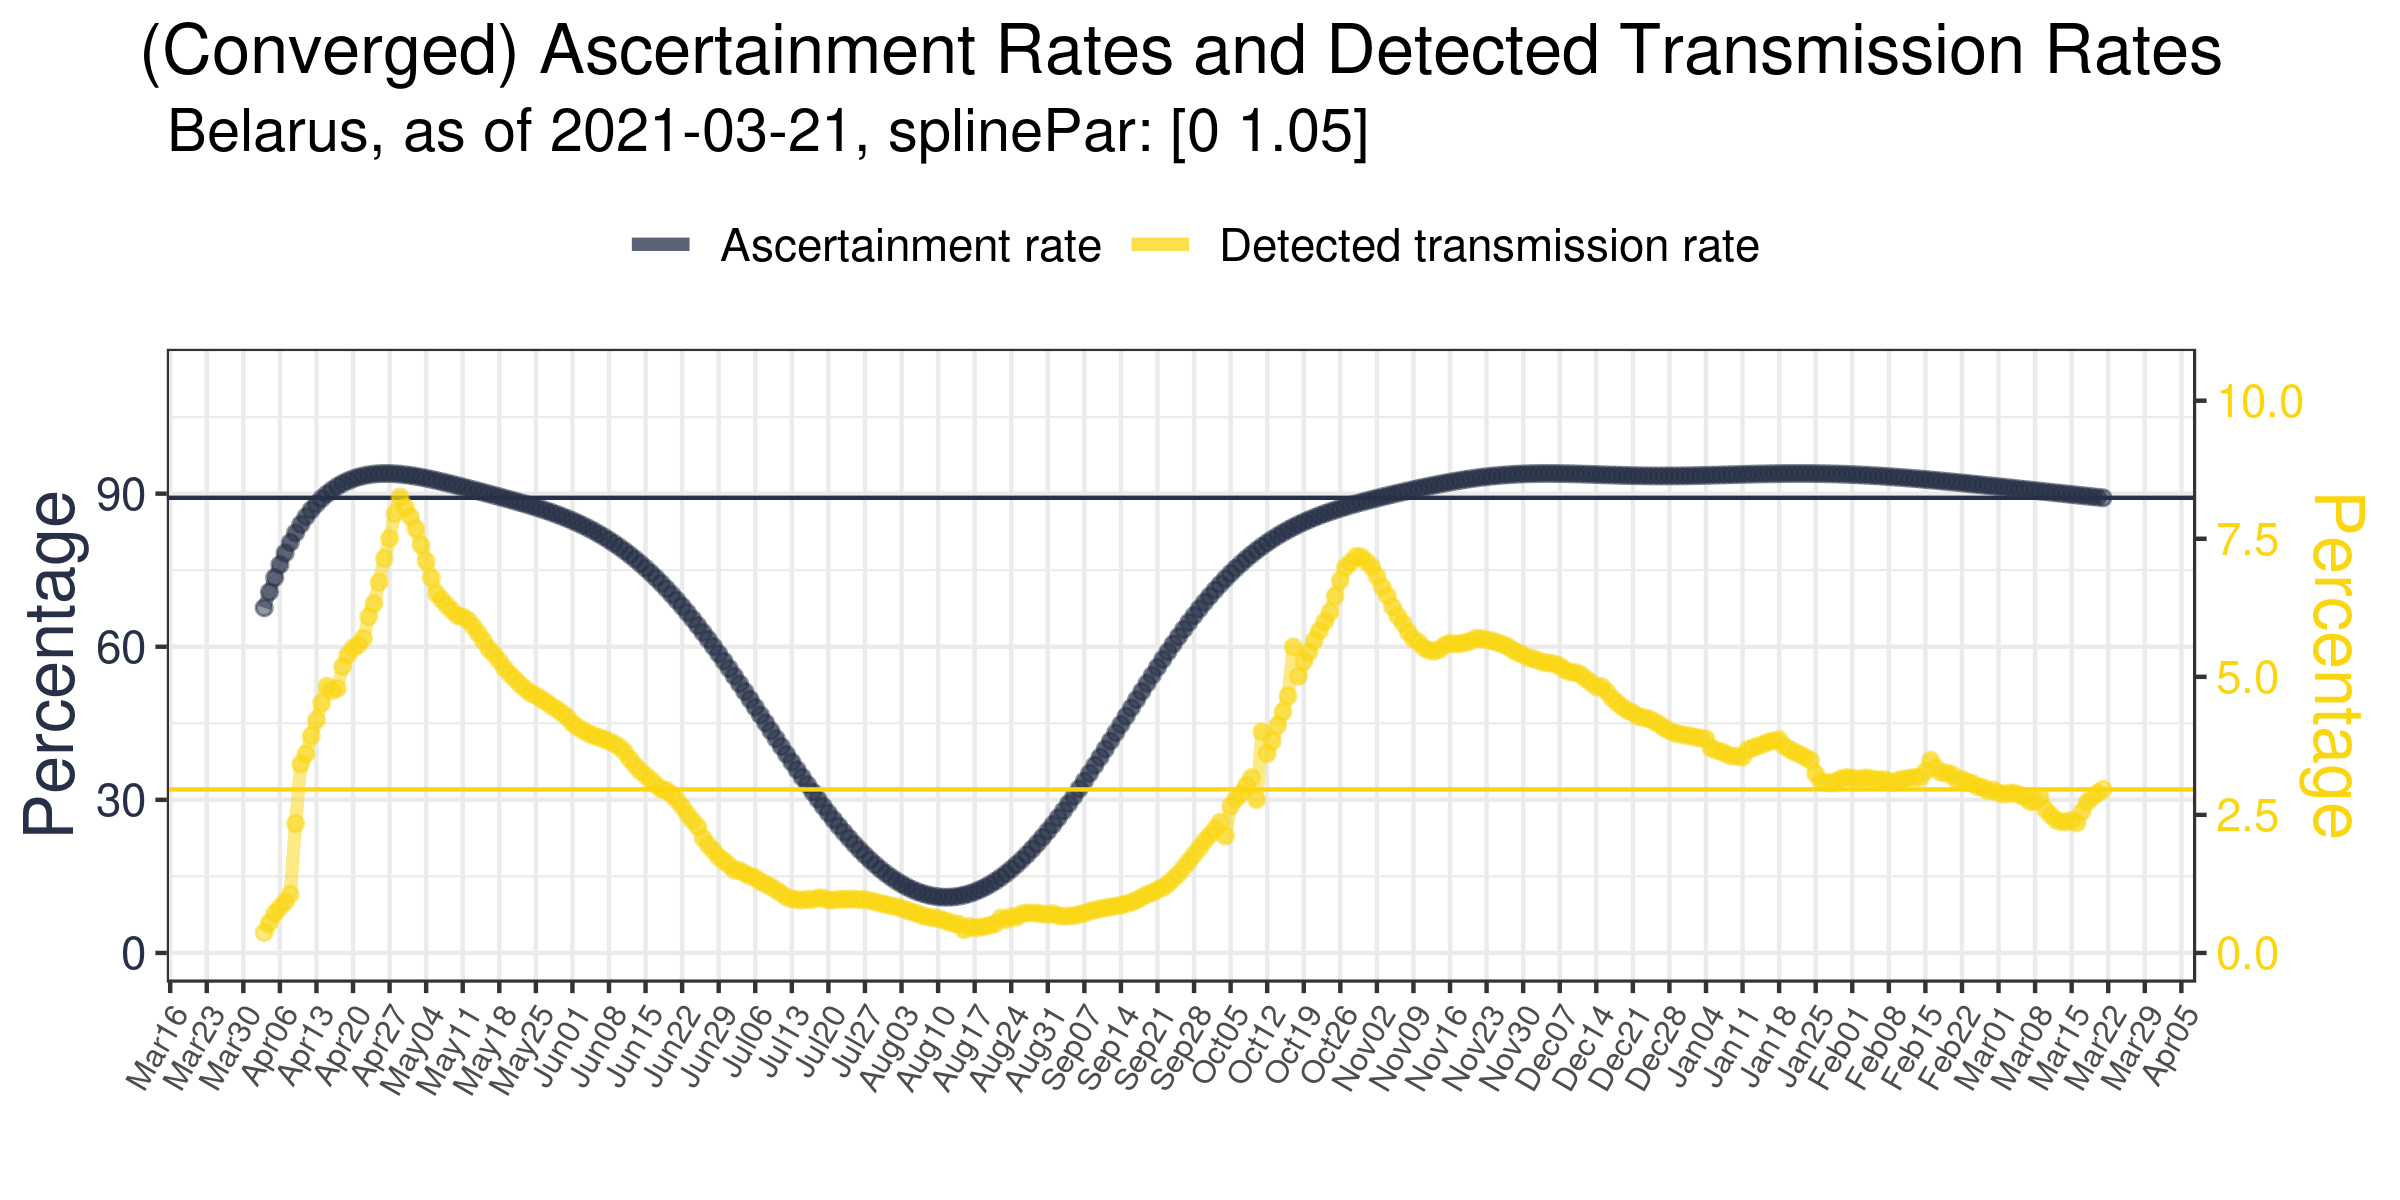 (Converged) Ascertainment Rates and Detected Transmission Rates
Belarus, as of 2021-03-21, splinePar: [0 1.05]
Ascertainment rate
Detected transmission rate
Percentage
90
60
30
0
10.0
7.5
5.0
2.5
0.0
Percentage
Mar16
Mar23
Mar30
Apr06
Apr13
Apr20
Apr27
May04
May11
May18
May25
Jun01
Jun08
Jun15
Jun22
Jun29
Jul06
Jul13
Jul20
Jul27
Aug03
Aug10
Aug17
Aug24
Aug31
Sep07
Sep14
Sep21
Sep28
Oct05
Oct12
Oct19
Oct26
Nov02
Nov09
Nov16
Nov23
Nov30
Dec07
Dec14
Dec21
Dec28
Jan04
Jan11
Jan18
Jan25
Feb01
Feb08
Feb15
Feb22
Mar01
Mar08
Mar15
Mar22
Mar29
Apr05